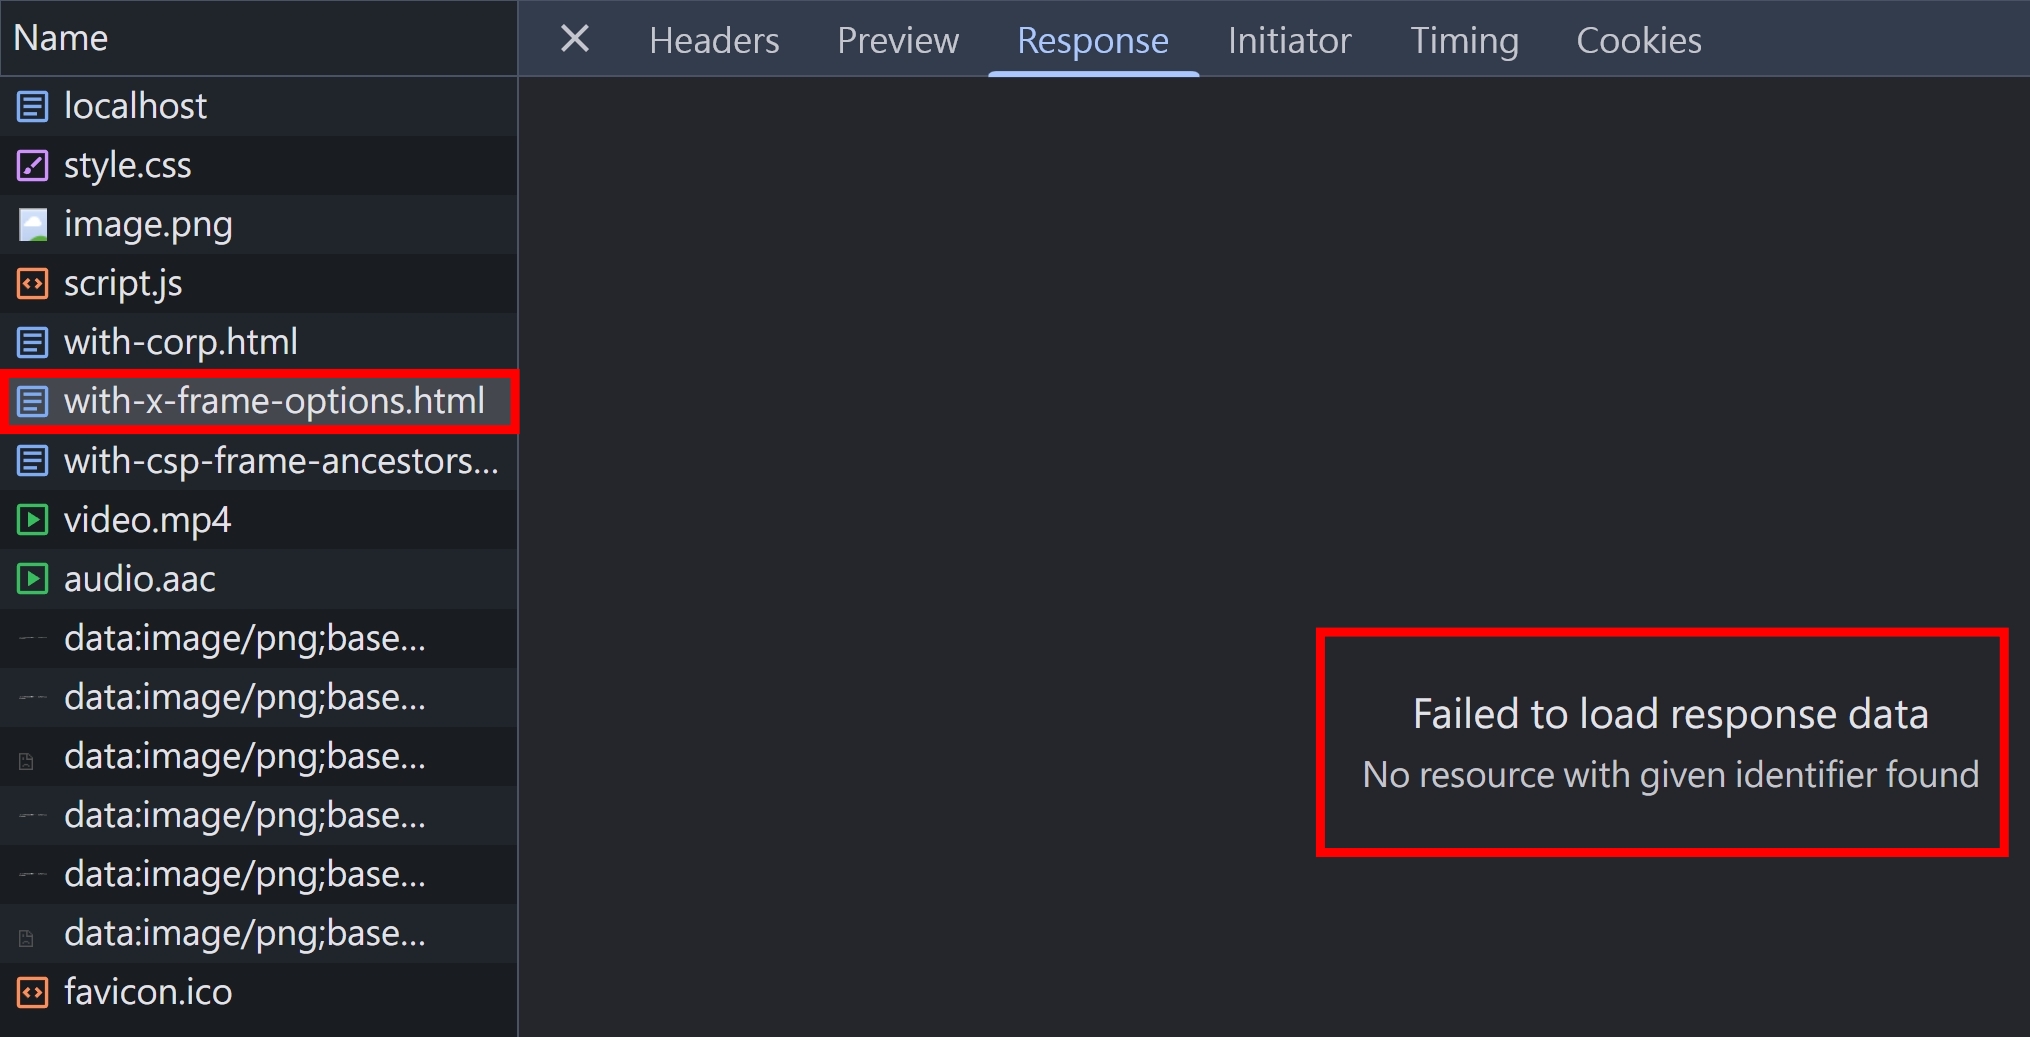 Name
Headers Preview Response Initiator Timing Cookies
localhost
style.css
image.png
script.js
with-corp.html
with-x-frame-options.html
with-csp-frame-ancestors...
video.mp4
audio.aac
data:image/png;base...
data:image/png;base...
data:image/png;base...
data:image/png;base...
data:image/png;base...
data:image/png;base...
favicon.ico
Failed to load response data
No resource with given identifier found